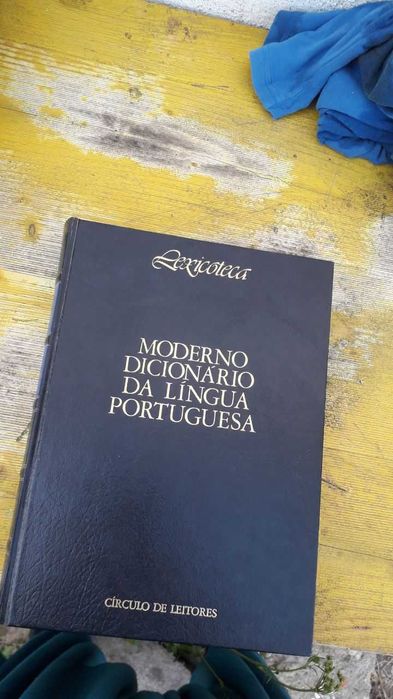 Lexicoteca
MODERNO
DICIONÁRIO
DA LÍNGUA
PORTUGUESA
CÍRCULO DE LEITORES